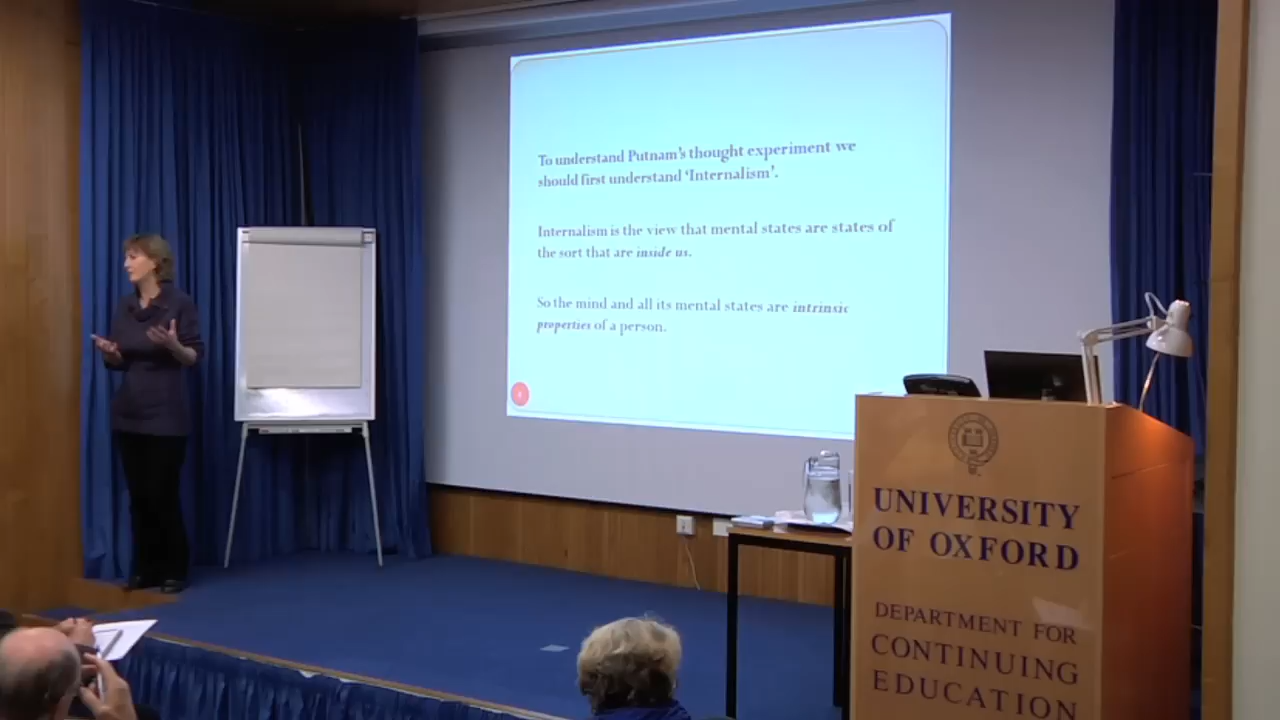 To understand Putnam's thought experiment we
should first understand 'Internalism'.
Internalism is the view that mental states are states of
the sort that are inside us.
So the mind and all its mental states are intrinsic
properties of a person.
UNIVERSITY
OF OXFORD
DEPARTMENT FOR
CONTINUING
EDUCATION